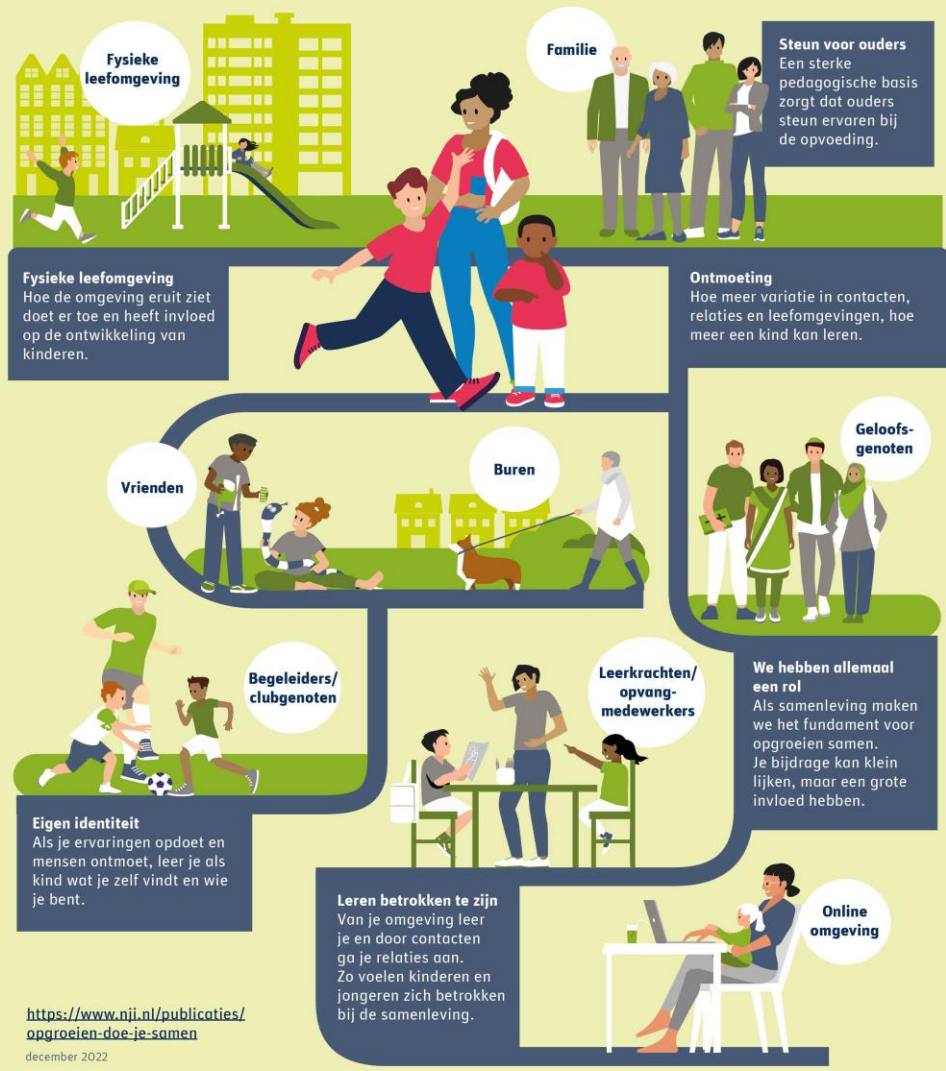 Fysieke
leefomgeving
Familie
Steun voor ouders
Een sterke
pedagogische basis
zorgt dat ouders
steun ervaren bij
de opvoeding.
Fysieke leefomgeving
Hoe de omgeving eruit ziet
doet er toe en heeft invloed
op de ontwikkeling van
kinderen.
Ontmoeting
Hoe meer variatie in contacten,
relaties en leefomgevingen, hoe
meer een kind kan leren.
Vrienden
Buren
Geloofs-
genoten
Begeleiders/
clubgenoten
Leerkrachten/
opvang-
medewerkers
We hebben allemaal
een rol
Als samenleving maken
we het fundament voor
opgroeien samen.
Je bijdrage kan klein
lijken, maar een grote
invloed hebben.
Eigen identiteit
Als je ervaringen opdoet en
mensen ontmoet, leer je als
kind wat je zelf vindt en wie
je bent.
Leren betrokken te zijn
Van je omgeving leer
je en door contacten
ga je relaties aan.
Zo voelen kinderen en
jongeren zich betrokken
bij de samenleving.
Online
omgeving
https://www.nji.nl/publicaties/
opgroeien-doe-je-samen
december 2022